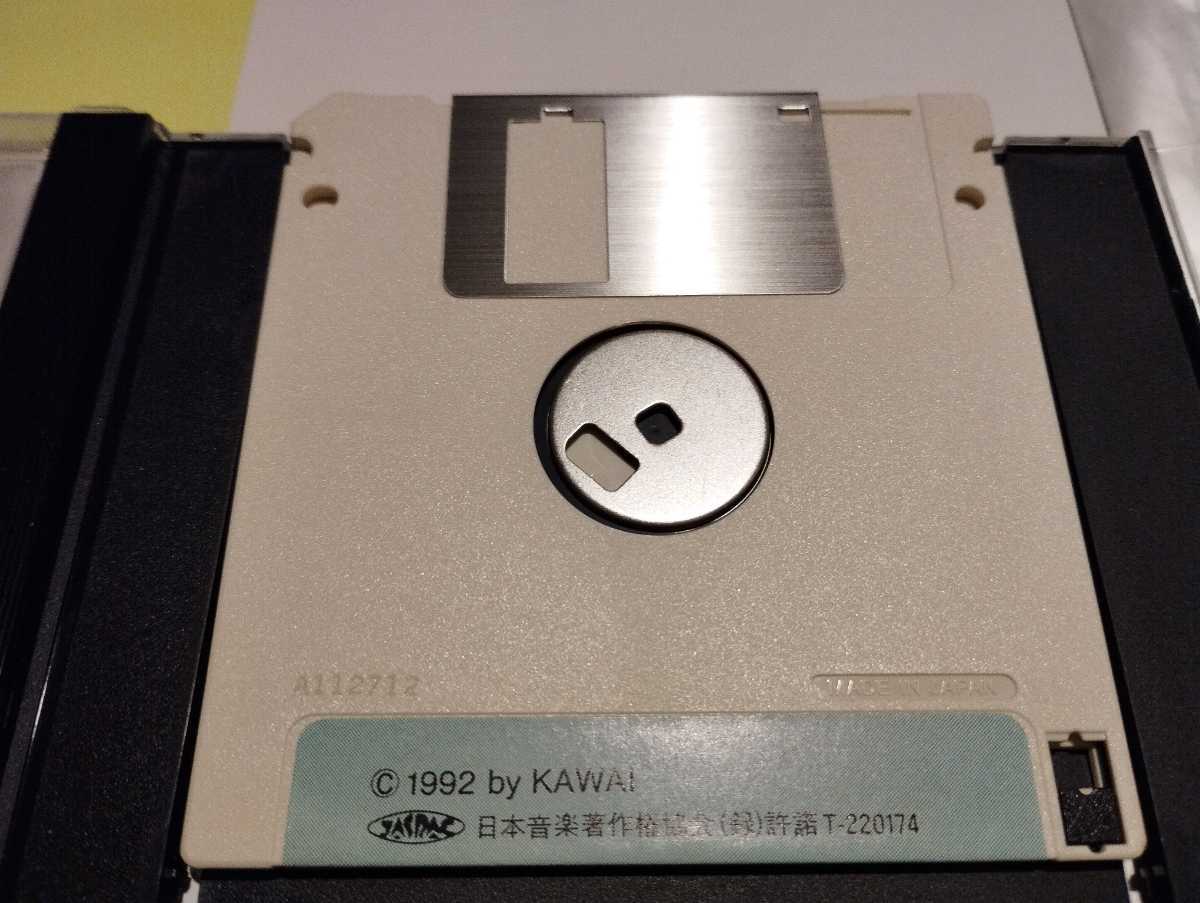 A112712
MADE IN JAPAN
© 1992 by KAWAI
JASRAC 日本音楽著作権協会(録)許諾T-220174